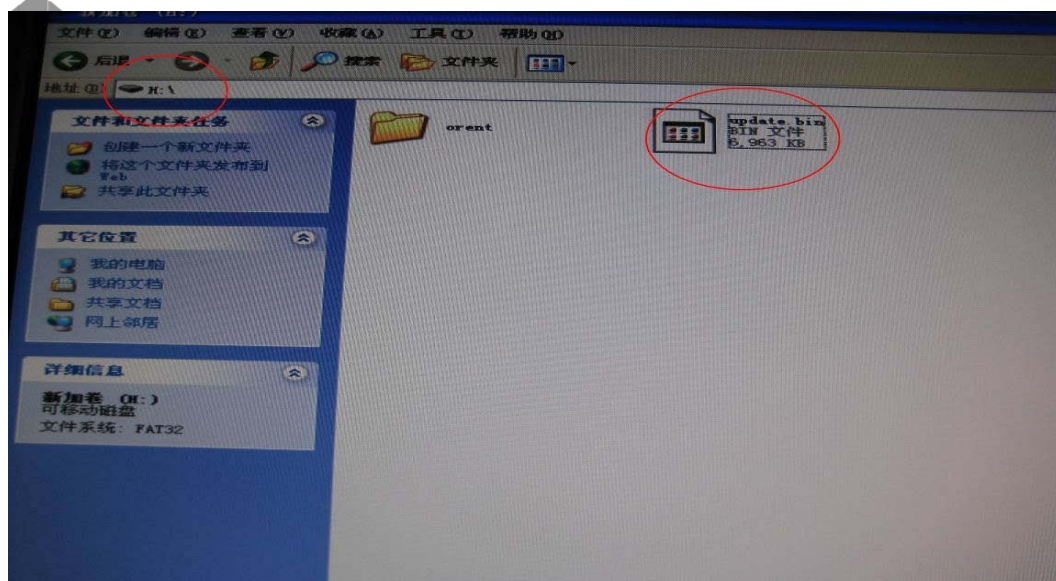 新加卷 (H:)
文件(F) 编辑(E) 查看(V) 收藏(A) 工具(T) 帮助(H)
后退 搜索 文件夹
地址(D) H:\
文件和文件夹任务
创建一个新文件夹
将这个文件夹发布到
Web
共享此文件夹
其它位置
我的电脑
我的文档
共享文档
网上邻居
详细信息
新加卷 (H:)
可移动磁盘
文件系统: FAT32
orent
update.bin
BIN 文件
6,963 KB